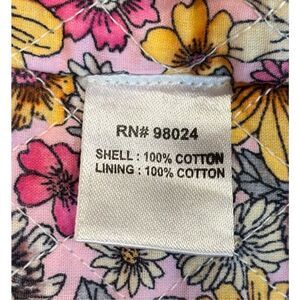 RN# 98024
SHELL : 100% COTTON
LINING : 100% COTTON